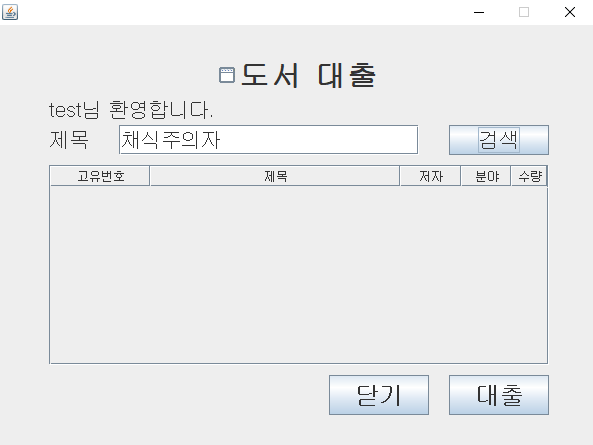 도서 대출
test님 환영합니다.
제목 채식주의자 검색
고유번호 제목 저자 분야 수량
닫기 대출